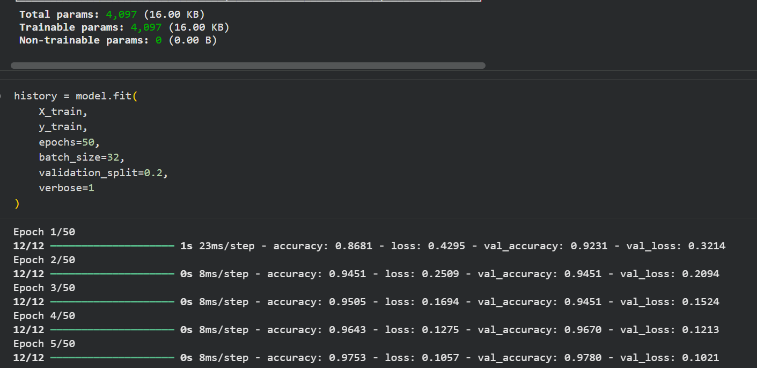 Total params: 4,097 (16.00 KB)
Trainable params: 4,097 (16.00 KB)
Non-trainable params: 0 (0.00 B)
history = model.fit(
    X_train,
    y_train,
    epochs=50,
    batch_size=32,
    validation_split=0.2,
    verbose=1
)
Epoch 1/50
12/12 ━━━━━━━━━━━━━━━━━━━━ 1s 23ms/step - accuracy: 0.8681 - loss: 0.4295 - val_accuracy: 0.9231 - val_loss: 0.3214
Epoch 2/50
12/12 ━━━━━━━━━━━━━━━━━━━━ 0s 8ms/step - accuracy: 0.9451 - loss: 0.2509 - val_accuracy: 0.9451 - val_loss: 0.2094
Epoch 3/50
12/12 ━━━━━━━━━━━━━━━━━━━━ 0s 8ms/step - accuracy: 0.9505 - loss: 0.1694 - val_accuracy: 0.9451 - val_loss: 0.1524
Epoch 4/50
12/12 ━━━━━━━━━━━━━━━━━━━━ 0s 8ms/step - accuracy: 0.9643 - loss: 0.1275 - val_accuracy: 0.9670 - val_loss: 0.1213
Epoch 5/50
12/12 ━━━━━━━━━━━━━━━━━━━━ 0s 8ms/step - accuracy: 0.9753 - loss: 0.1057 - val_accuracy: 0.9780 - val_loss: 0.1021